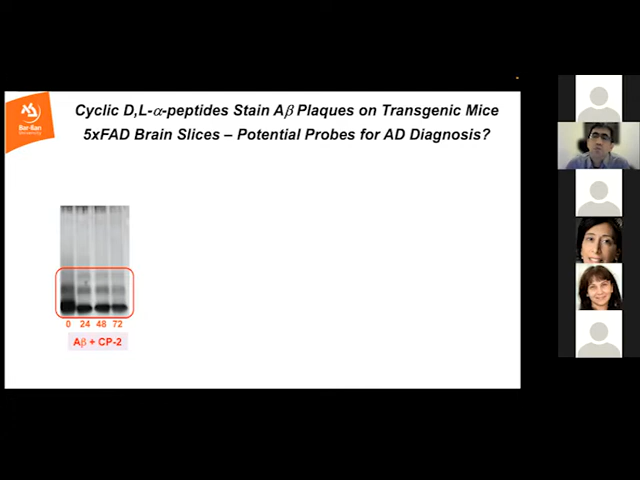 Cyclic D,L-α-peptides Stain Aβ Plaques on Transgenic Mice
5xFAD Brain Slices – Potential Probes for AD Diagnosis?
Bar-Ilan
University
0 24 48 72
Aβ + CP-2